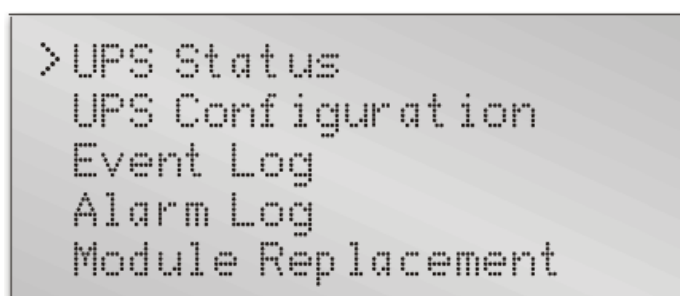 >UPS Status
UPS Configuration
Event Log
Alarm Log
Module Replacement